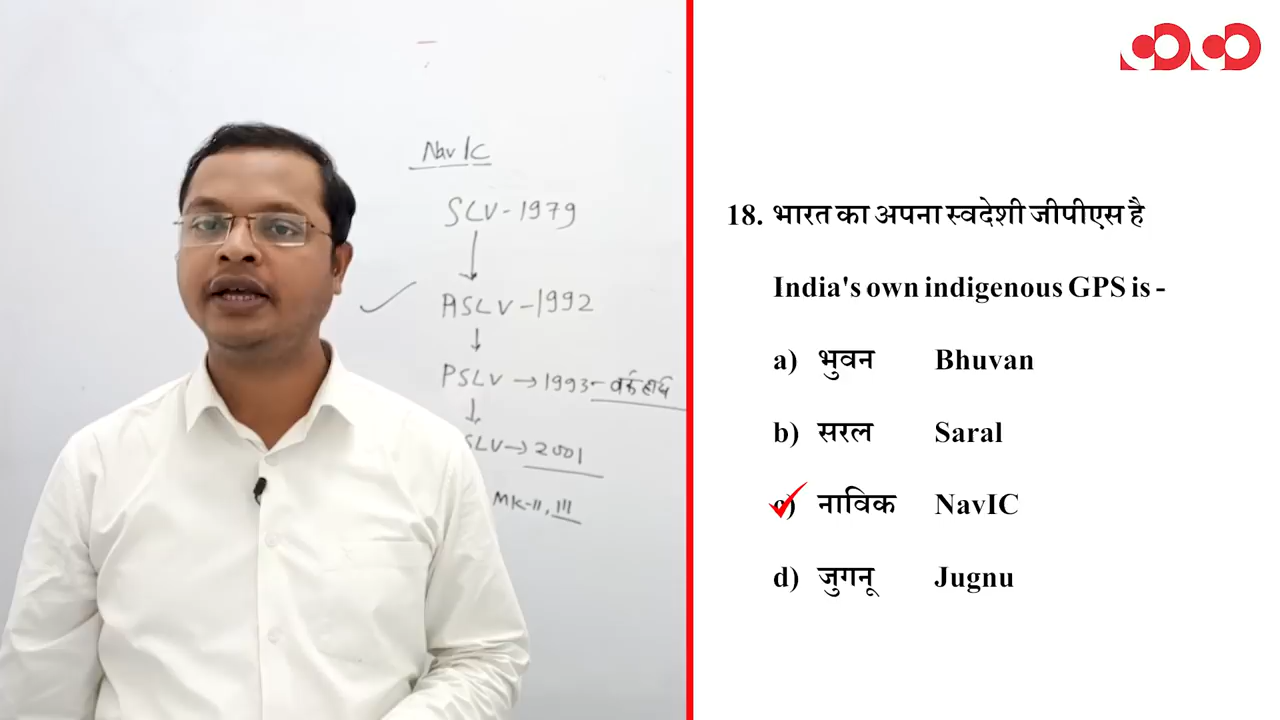 NavIC
SLV - 1979
ASLV - 1992
PSLV → 1993 -
SLV → 2001
MK-II, III
18. भारत का अपना स्वदेशी जीपीएस है
India's own indigenous GPS is -
a) भुवन Bhuvan
b) सरल Saral
c) नाविक NavIC
d) जुगनू Jugnu